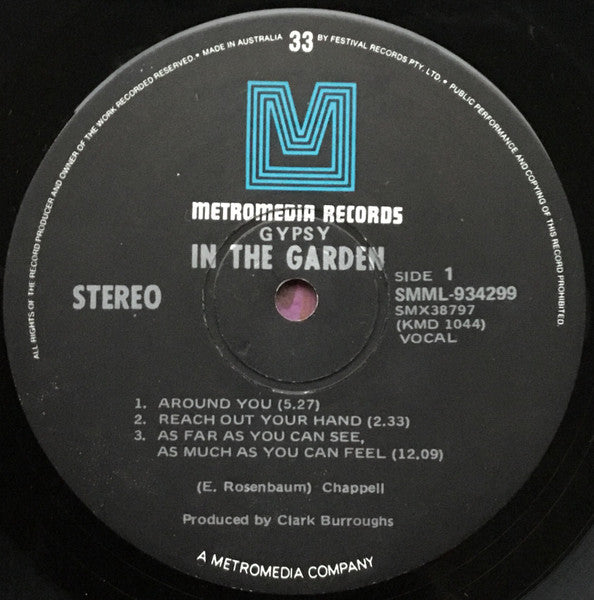 ALL RIGHTS OF THE RECORD PRODUCER AND OWNER OF THE WORK RECORDED RESERVED. • MADE IN AUSTRALIA 33 BY FESTIVAL RECORDS PTY. LTD. • PUBLIC PERFORMANCE AND COPYING OF THIS RECORD PROHIBITED.
M
METROMEDIA RECORDS
GYPSY
IN THE GARDEN
STEREO
SIDE 1
SMML-934299
SMX38797
(KMD 1044)
VOCAL
1. AROUND YOU (5.27)
2. REACH OUT YOUR HAND (2.33)
3. AS FAR AS YOU CAN SEE,
AS MUCH AS YOU CAN FEEL (12.09)
(E. Rosenbaum) Chappell
Produced by Clark Burroughs
A METROMEDIA COMPANY